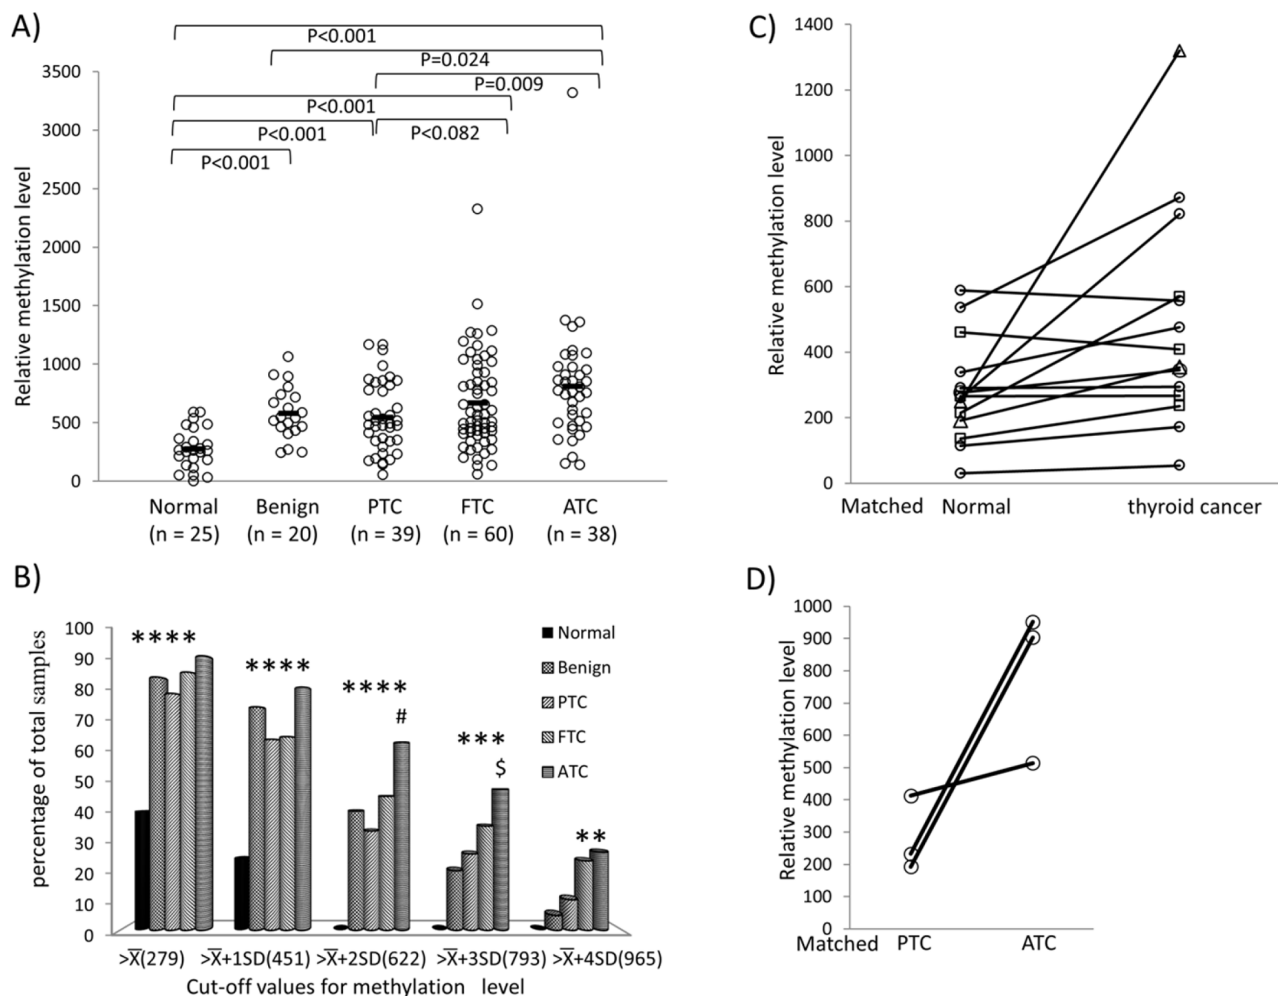 A)
P<0.001
P=0.024
P=0.009
P<0.001
P<0.001
P<0.082
P<0.001
3500
3000
2500
2000
1500
1000
500
0
Relative methylation level
Normal Benign PTC FTC ATC
(n = 25) (n = 20) (n = 39) (n = 60) (n = 38)
B)
percentage of total samples
100
90
80
70
60
50
40
30
20
10
0
****
****
****
#
***
$
**
Normal
Benign
PTC
FTC
ATC
>X̅(279) >X̅+1SD(451) >X̅+2SD(622) >X̅+3SD(793) >X̅+4SD(965)
Cut-off values for methylation level
C)
Relative methylation level
1400
1200
1000
800
600
400
200
0
Matched Normal thyroid cancer
D)
Relative methylation level
1000
900
800
700
600
500
400
300
200
100
0
Matched PTC ATC